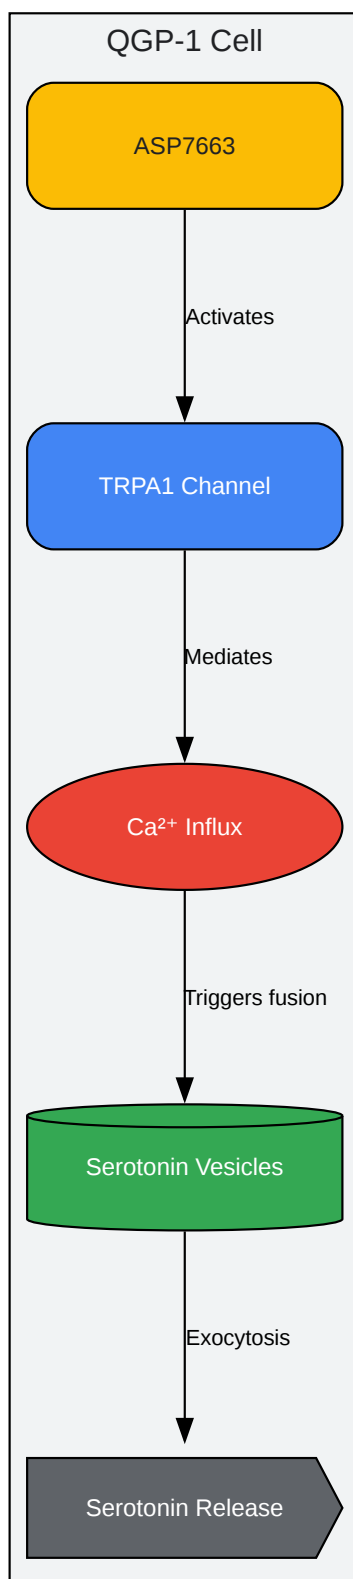 QGP-1 Cell
ASP7663
Activates
TRPA1 Channel
Mediates
Ca²⁺ Influx
Triggers fusion
Serotonin Vesicles
Exocytosis
Serotonin Release